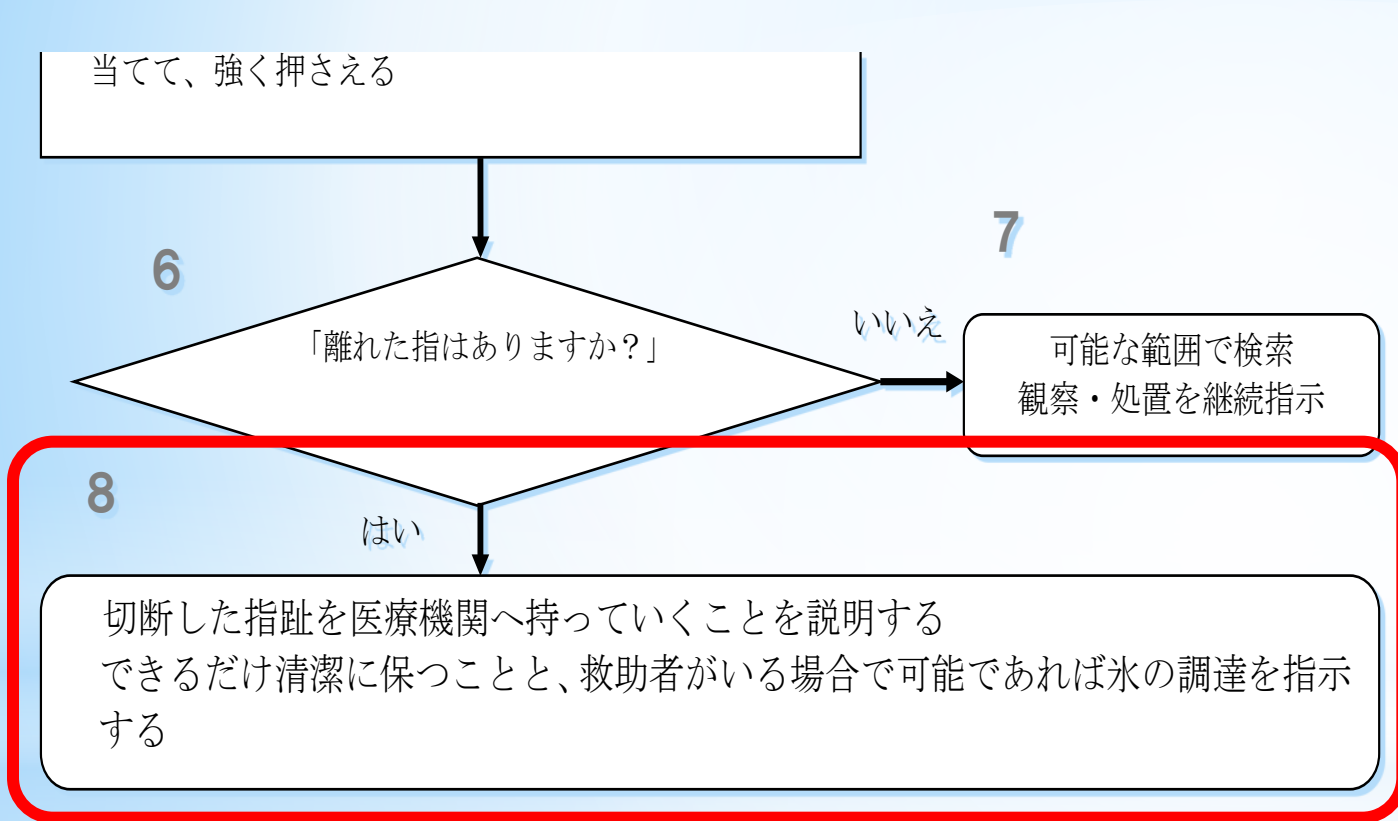 当てて、強く押さえる
6
7
「離れた指はありますか？」
いいえ
可能な範囲で検索
観察・処置を継続指示
8
はい
切断した指趾を医療機関へ持っていくことを説明する
できるだけ清潔に保つことと、救助者がいる場合で可能であれば氷の調達を指示
する